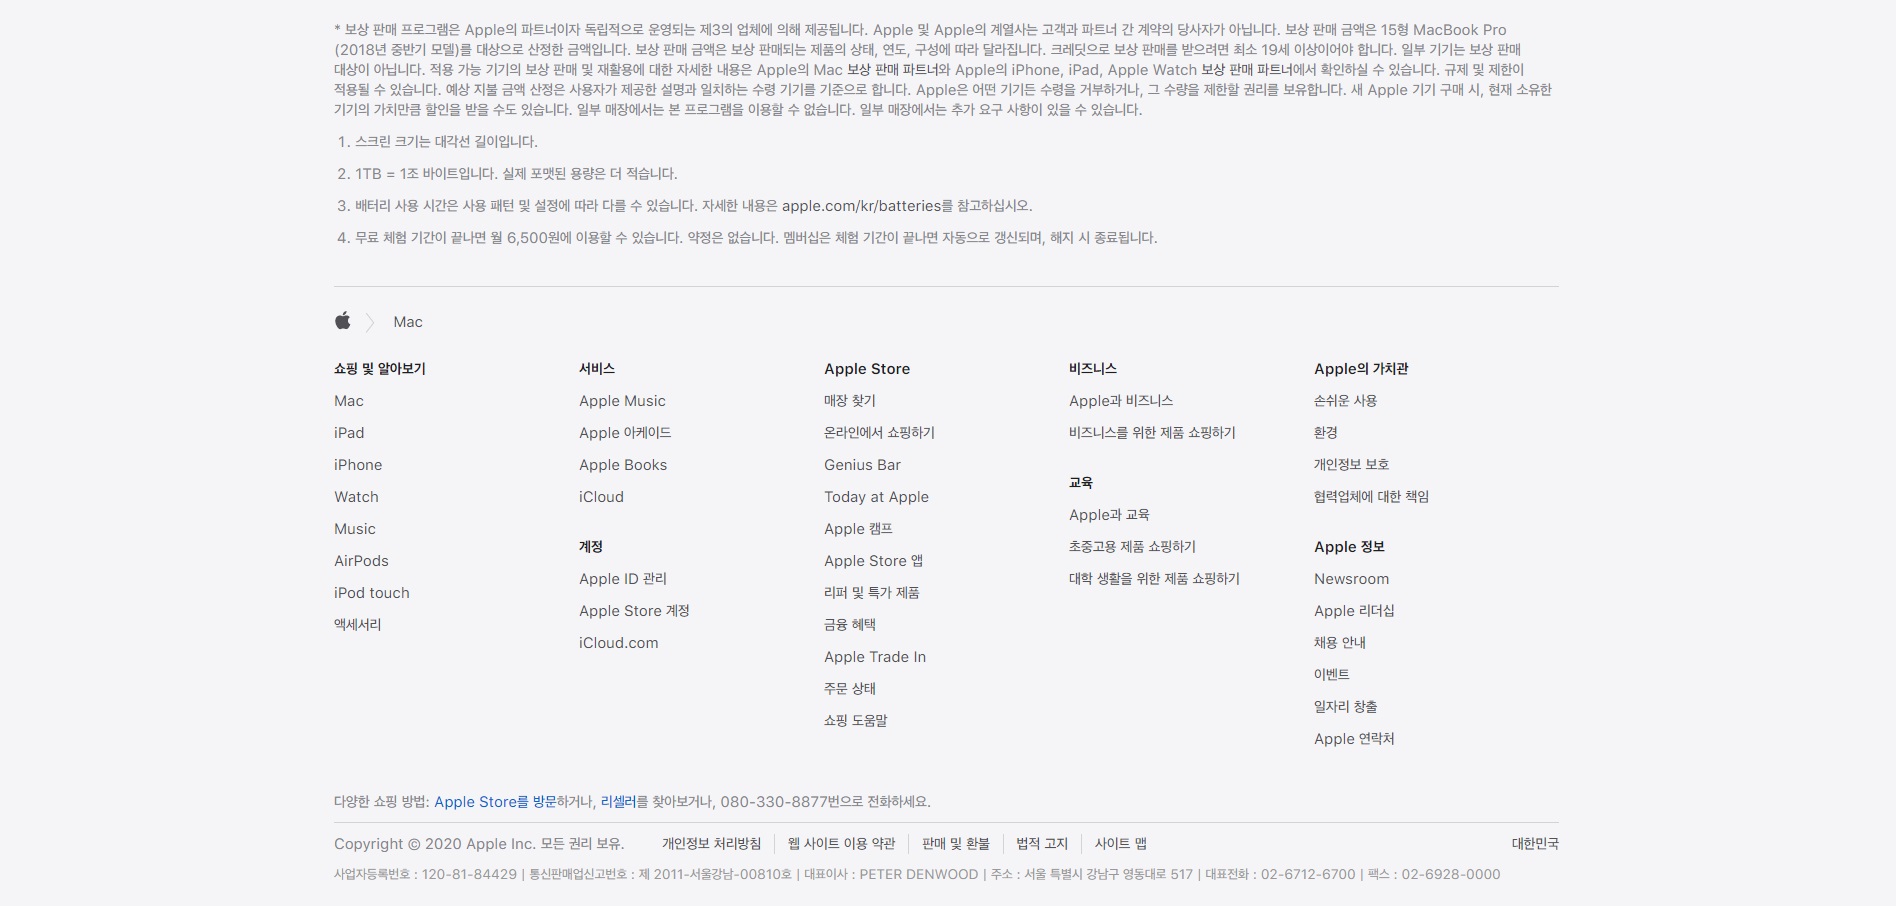 * 보상 판매 프로그램은 Apple의 파트너이자 독립적으로 운영되는 제3의 업체에 의해 제공됩니다. Apple 및 Apple의 계열사는 고객과 파트너 간 계약의 당사자가 아닙니다. 보상 판매 금액은 15형 MacBook Pro
(2018년 중반기 모델)를 대상으로 산정한 금액입니다. 보상 판매 금액은 보상 판매되는 제품의 상태, 연도, 구성에 따라 달라집니다. 크레딧으로 보상 판매를 받으려면 최소 19세 이상이어야 합니다. 일부 기기는 보상 판매
대상이 아닙니다. 적용 가능 기기의 보상 판매 및 재활용에 대한 자세한 내용은 Apple의 Mac 보상 판매 파트너와 Apple의 iPhone, iPad, Apple Watch 보상 판매 파트너에서 확인하실 수 있습니다. 규제 및 제한이
적용될 수 있습니다. 예상 지불 금액 산정은 사용자가 제공한 설명과 일치하는 수령 기기를 기준으로 합니다. Apple은 어떤 기기든 수령을 거부하거나, 그 수량을 제한할 권리를 보유합니다. 새 Apple 기기 구매 시, 현재 소유한
기기의 가치만큼 할인을 받을 수도 있습니다. 일부 매장에서는 본 프로그램을 이용할 수 없습니다. 일부 매장에서는 추가 요구 사항이 있을 수 있습니다.
1. 스크린 크기는 대각선 길이입니다.
2. 1TB = 1조 바이트입니다. 실제 포맷된 용량은 더 적습니다.
3. 배터리 사용 시간은 사용 패턴 및 설정에 따라 다를 수 있습니다. 자세한 내용은 apple.com/kr/batteries를 참고하십시오.
4. 무료 체험 기간이 끝나면 월 6,500원에 이용할 수 있습니다. 약정은 없습니다. 멤버십은 체험 기간이 끝나면 자동으로 갱신되며, 해지 시 종료됩니다.
Mac
쇼핑 및 알아보기
Mac
iPad
iPhone
Watch
Music
AirPods
iPod touch
액세서리
서비스
Apple Music
Apple 아케이드
Apple Books
iCloud
계정
Apple ID 관리
Apple Store 계정
iCloud.com
Apple Store
매장 찾기
온라인에서 쇼핑하기
Genius Bar
Today at Apple
Apple 캠프
Apple Store 앱
리퍼 및 특가 제품
금융 혜택
Apple Trade In
주문 상태
쇼핑 도움말
비즈니스
Apple과 비즈니스
비즈니스를 위한 제품 쇼핑하기
교육
Apple과 교육
초중고용 제품 쇼핑하기
대학 생활을 위한 제품 쇼핑하기
Apple의 가치관
손쉬운 사용
환경
개인정보 보호
협력업체에 대한 책임
Apple 정보
Newsroom
Apple 리더십
채용 안내
이벤트
일자리 창출
Apple 연락처
다양한 쇼핑 방법: Apple Store를 방문하거나, 리셀러를 찾아보거나, 080-330-8877번으로 전화하세요.
Copyright © 2020 Apple Inc. 모든 권리 보유. 개인정보 처리방침 | 웹 사이트 이용 약관 | 판매 및 환불 | 법적 고지 | 사이트 맵 대한민국
사업자등록번호 : 120-81-84429 | 통신판매업신고번호 : 제 2011-서울강남-00810호 | 대표이사 : PETER DENWOOD | 주소 : 서울 특별시 강남구 영동대로 517 | 대표전화 : 02-6712-6700 | 팩스 : 02-6928-0000